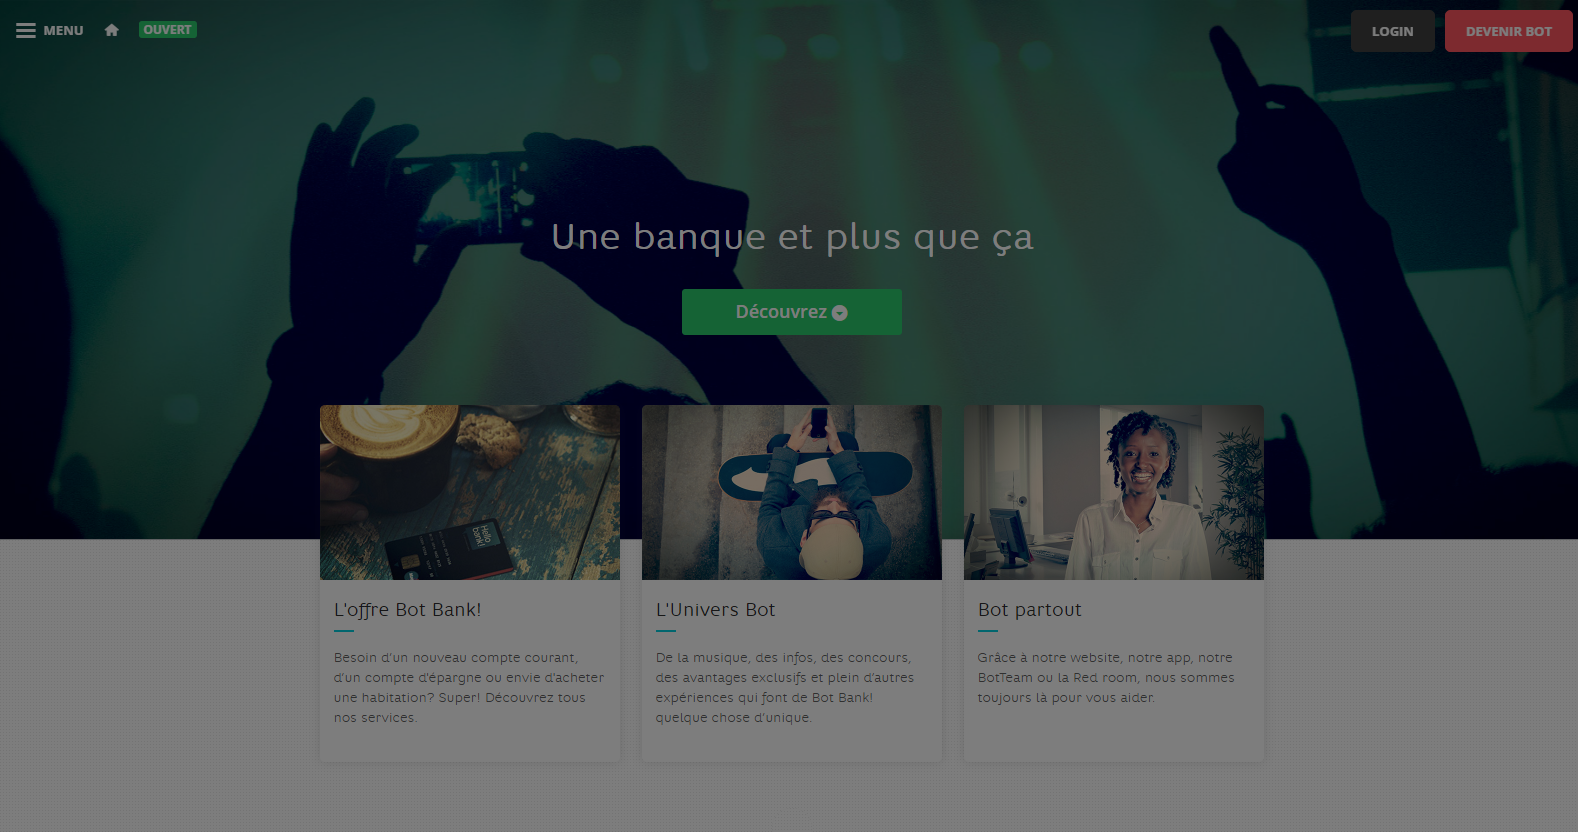 MENU
OUVERT
LOGIN
DEVENIR BOT
Une banque et plus que ça
Découvrez
Hello
bank!
L'offre Bot Bank!
Besoin d’un nouveau compte courant,
d’un compte d'épargne ou envie d'acheter
une habitation? Super! Découvrez tous
nos services.
L'Univers Bot
De la musique, des infos, des concours,
des avantages exclusifs et plein d’autres
expériences qui font de Bot Bank!
quelque chose d’unique.
Bot partout
Grâce à notre website, notre app, notre
BotTeam ou la Red room, nous sommes
toujours là pour vous aider.